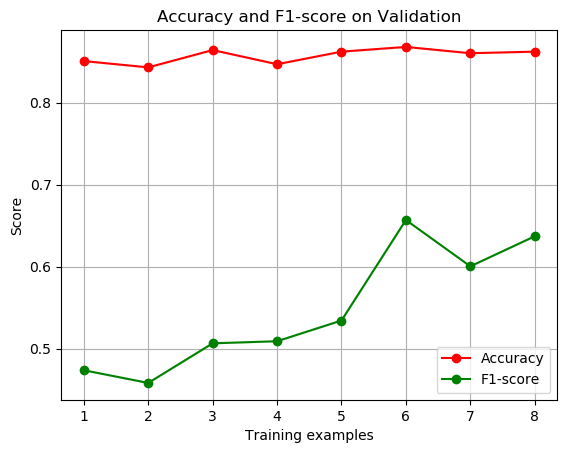 Accuracy and F1-score on Validation
Score
0.8
0.7
0.6
0.5
1 2 3 4 5 6 7 8
Training examples
Accuracy
F1-score